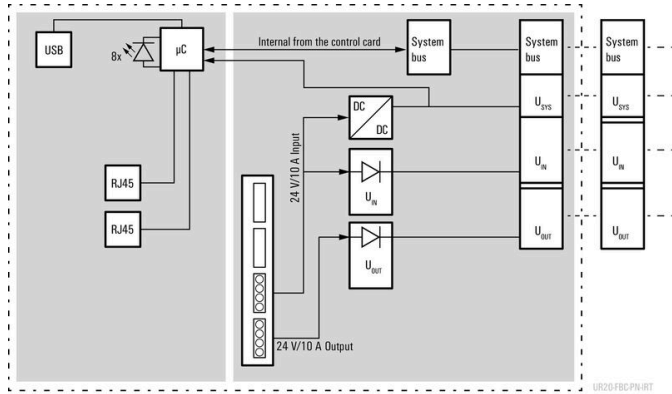 USB
8x
µC
Internal from the control card
System
bus
System
bus
System
bus
DC
DC
USYS
USYS
24 V/10 A Input
RJ45
RJ45
UIN
UIN
UIN
UOUT
UOUT
UOUT
24 V/10 A Output
UR20-FBC-PN-IRT